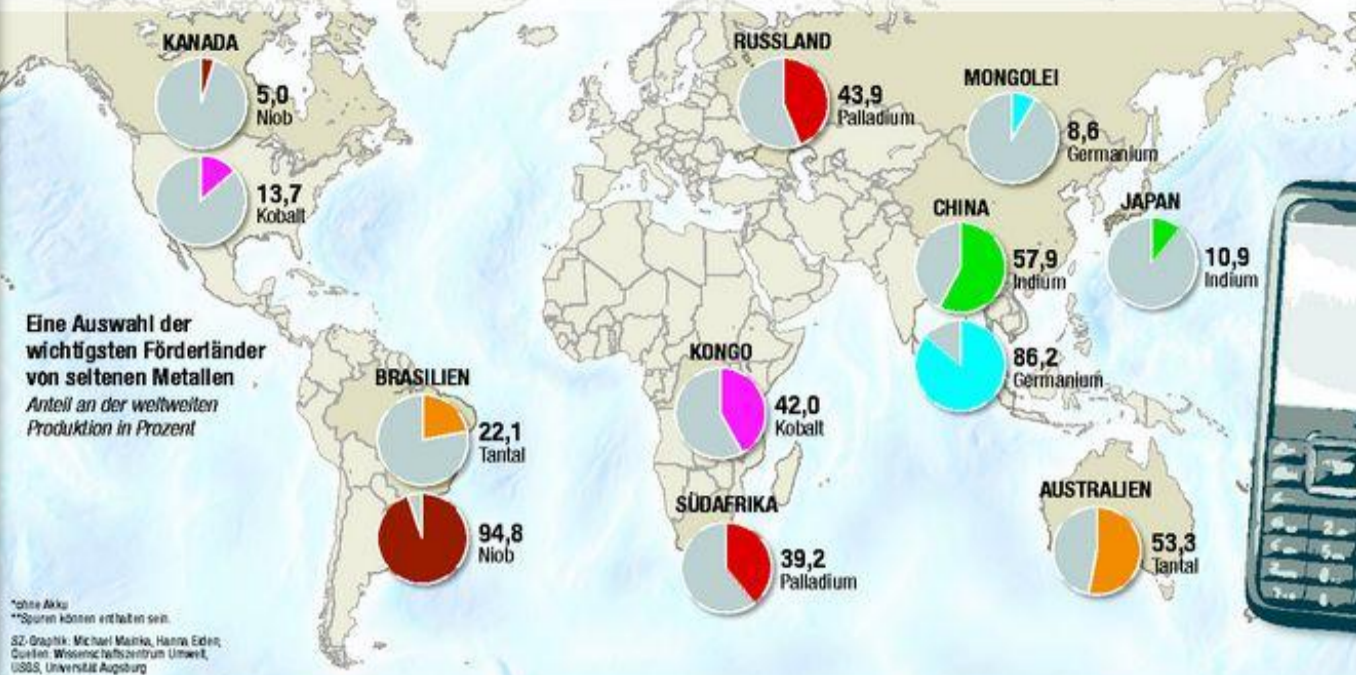 KANADA
5,0
Niob
13,7
Kobalt
RUSSLAND
43,9
Palladium
MONGOLEI
8,6
Germanium
CHINA
57,9
Indium
86,2
Germanium
JAPAN
10,9
Indium
Eine Auswahl der
wichtigsten Förderländer
von seltenen Metallen
Anteil an der weltweiten
Produktion in Prozent
BRASILIEN
22,1
Tantal
94,8
Niob
KONGO
42,0
Kobalt
SÜDAFRIKA
39,2
Palladium
AUSTRALIEN
53,3
Tantal
*ohne Akku
**Spuren können enthalten sein.
SZ-Graphik: Michael Mainka, Hanna Eiden;
Quellen: Wissenschaftszentrum Umwelt,
USGS, Universität Augsburg